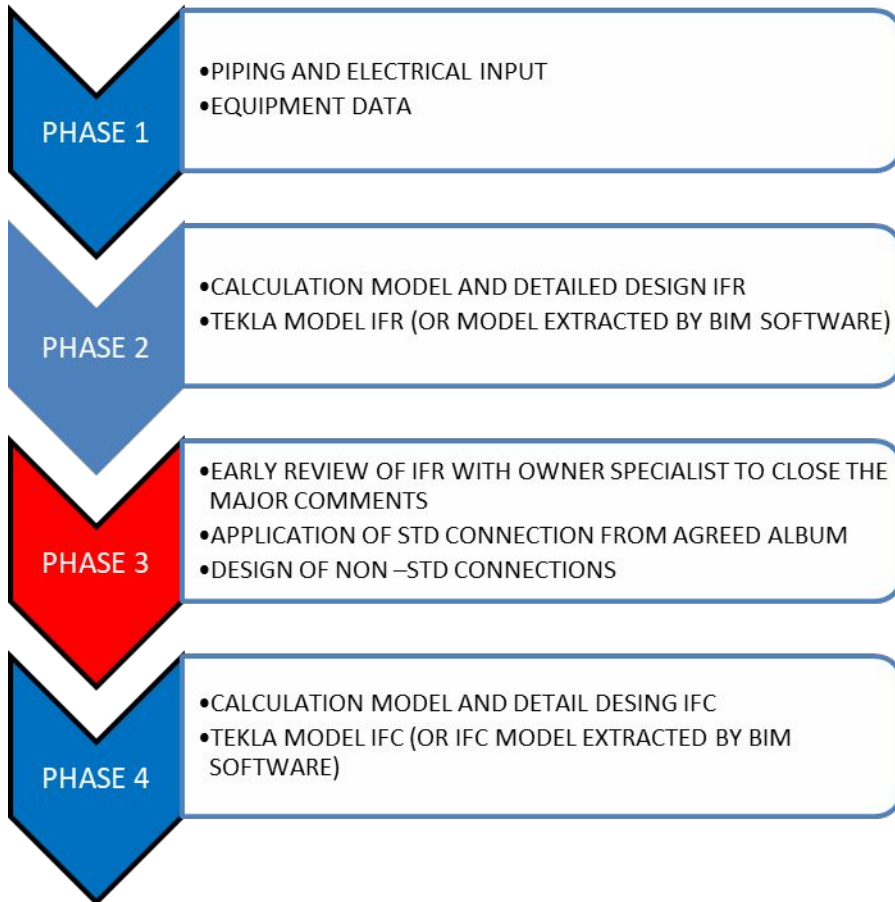 PHASE 1
•PIPING AND ELECTRICAL INPUT
•EQUIPMENT DATA
PHASE 2
•CALCULATION MODEL AND DETAILED DESIGN IFR
•TEKLA MODEL IFR (OR MODEL EXTRACTED BY BIM SOFTWARE)
PHASE 3
•EARLY REVIEW OF IFR WITH OWNER SPECIALIST TO CLOSE THE
MAJOR COMMENTS
•APPLICATION OF STD CONNECTION FROM AGREED ALBUM
•DESIGN OF NON –STD CONNECTIONS
PHASE 4
•CALCULATION MODEL AND DETAIL DESING IFC
•TEKLA MODEL IFC (OR IFC MODEL EXTRACTED BY BIM
SOFTWARE)